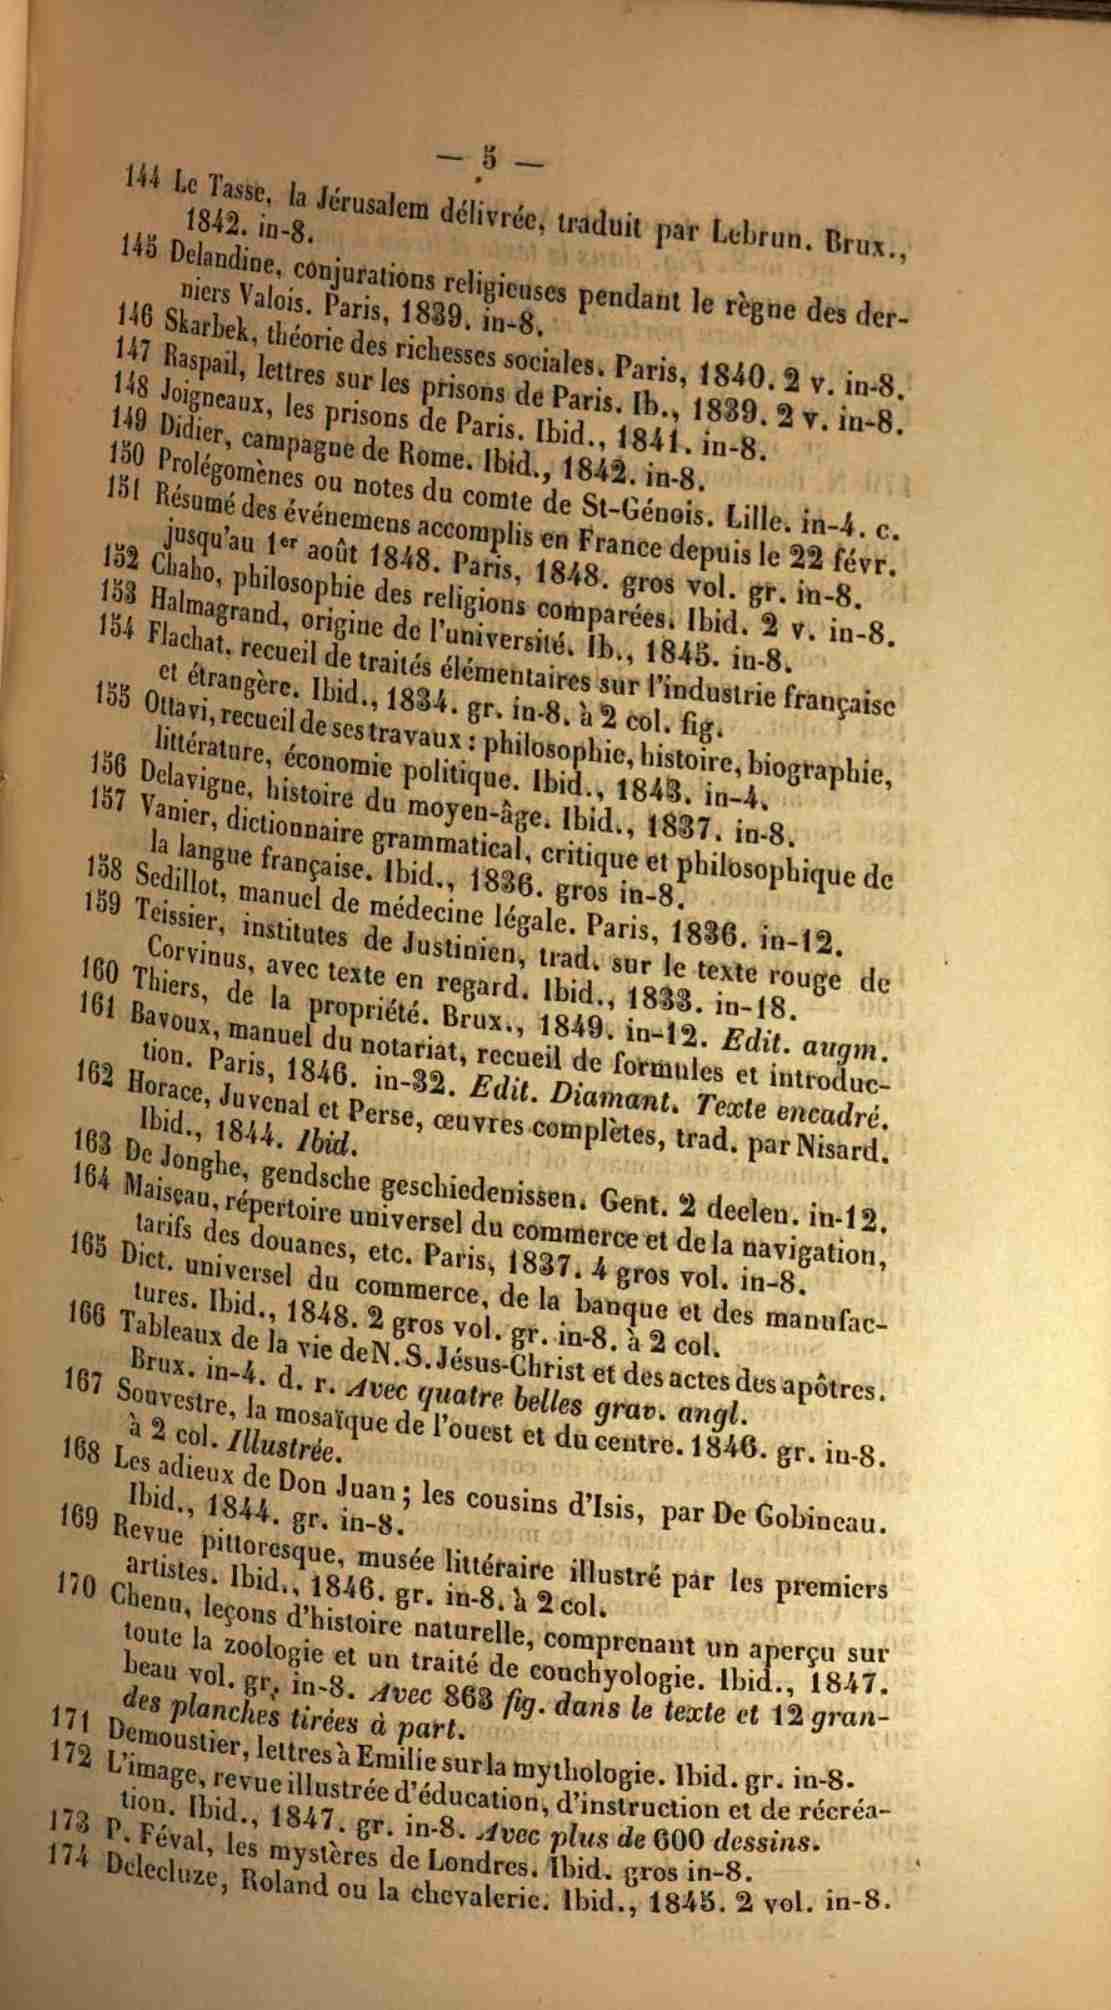 — 5 —
144 Le Tasse, la Jérusalem délivrée, traduit par Lebrun. Brux.,
1842. in-8.
145 Delandine, conjurations religieuses pendant le règne des der-
niers Valois. Paris, 1839. in-8.
146 Skarbek, théorie des richesses sociales. Paris, 1840. 2 v. in-8.
147 Raspail, lettres sur les prisons de Paris. Ib., 1839. 2 v. in-8.
148 Joigneaux, les prisons de Paris. Ibid., 1841. in-8.
149 Didier, campagne de Rome. Ibid., 1842. in-8.
150 Prolégomènes ou notes du comte de St-Génois. Lille. in-4. c.
151 Résumé des événemens accomplis en France depuis le 22 févr.
jusqu'au 1er août 1848. Paris, 1848. gros vol. gr. in-8.
152 Chaho, philosophie des religions comparées. Ibid. 2 v. in-8.
153 Halmagrand, origine de l'université. Ib., 1845. in-8.
154 Flachat, recueil de traités élémentaires sur l'industrie française
et étrangère. Ibid., 1834. gr. in-8. à 2 col. fig.
155 Ottavi, recueil de ses travaux : philosophie, histoire, biographie,
littérature, économie politique. Ibid., 1843. in-4.
156 Delavigne, histoire du moyen-âge. Ibid., 1837. in-8.
157 Vanier, dictionnaire grammatical, critique et philosophique de
la langue française. Ibid., 1836. gros in-8.
158 Sedillot, manuel de médecine légale. Paris, 1836. in-12.
159 Teissier, institutes de Justinien, trad. sur le texte rouge de
Corvinus, avec texte en regard. Ibid., 1833. in-18.
160 Thiers, de la propriété. Brux., 1849. in-12. Edit. augm.
161 Bavoux, manuel du notariat, recueil de formules et introduc-
tion. Paris, 1846. in-32. Edit. Diamant. Texte encadré.
162 Horace, Juvenal et Perse, œuvres complètes, trad. par Nisard.
Ibid., 1844. Ibid.
163 De Jonghe, gendsche geschiedenissen. Gent. 2 deelen. in-12.
164 Maiseau, répertoire universel du commerce et de la navigation,
tarifs des douanes, etc. Paris, 1837. 4 gros vol. in-8.
165 Dict. universel du commerce, de la banque et des manufac-
tures. Ibid., 1848. 2 gros vol. gr. in-8. à 2 col.
166 Tableaux de la vie de N. S. Jésus-Christ et des actes des apôtres.
Brux. in-4. d. r. Avec quatre belles grav. angl.
167 Souvestre, la mosaïque de l'ouest et du centre. 1846. gr. in-8.
à 2 col. Illustrée.
168 Les adieux de Don Juan ; les cousins d'Isis, par De Gobineau.
Ibid., 1844. gr. in-8.
169 Revue pittoresque, musée littéraire illustré par les premiers
artistes. Ibid., 1846. gr. in-8. à 2 col.
170 Chenu, leçons d'histoire naturelle, comprenant un aperçu sur
toute la zoologie et un traité de conchyologie. Ibid., 1847.
beau vol. gr. in-8. Avec 863 fig. dans le texte et 12 gran-
des planches tirées à part.
171 Demoustier, lettres à Emilie sur la mythologie. Ibid. gr. in-8.
172 L'image, revue illustrée d'éducation, d'instruction et de récréa-
tion. Ibid., 1847. gr. in-8. Avec plus de 600 dessins.
173 P. Féval, les mystères de Londres. Ibid. gros in-8.
174 Delecluze, Roland ou la chevalerie. Ibid., 1845. 2 vol. in-8.